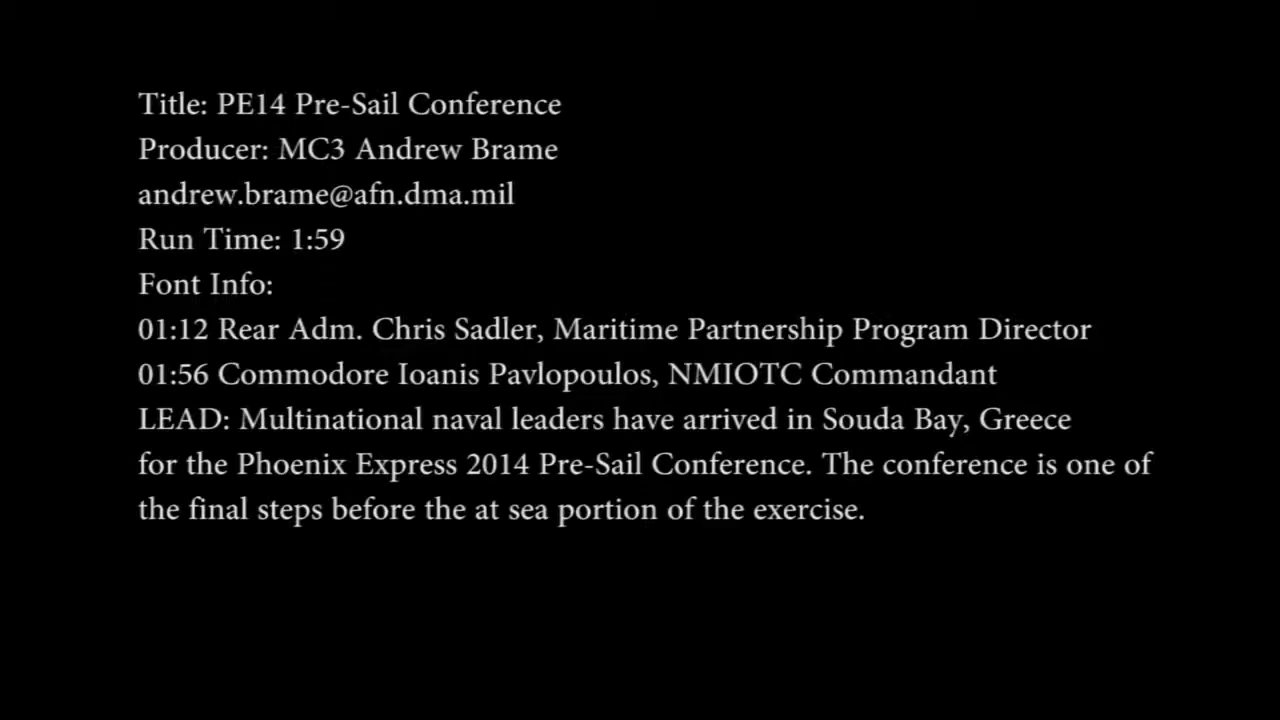 Title: PE14 Pre-Sail Conference
Producer: MC3 Andrew Brame
andrew.brame@afn.dma.mil
Run Time: 1:59
Font Info:
01:12 Rear Adm. Chris Sadler, Maritime Partnership Program Director
01:56 Commodore Ioanis Pavlopoulos, NMIOTC Commandant
LEAD: Multinational naval leaders have arrived in Souda Bay, Greece
for the Phoenix Express 2014 Pre-Sail Conference. The conference is one of
the final steps before the at sea portion of the exercise.